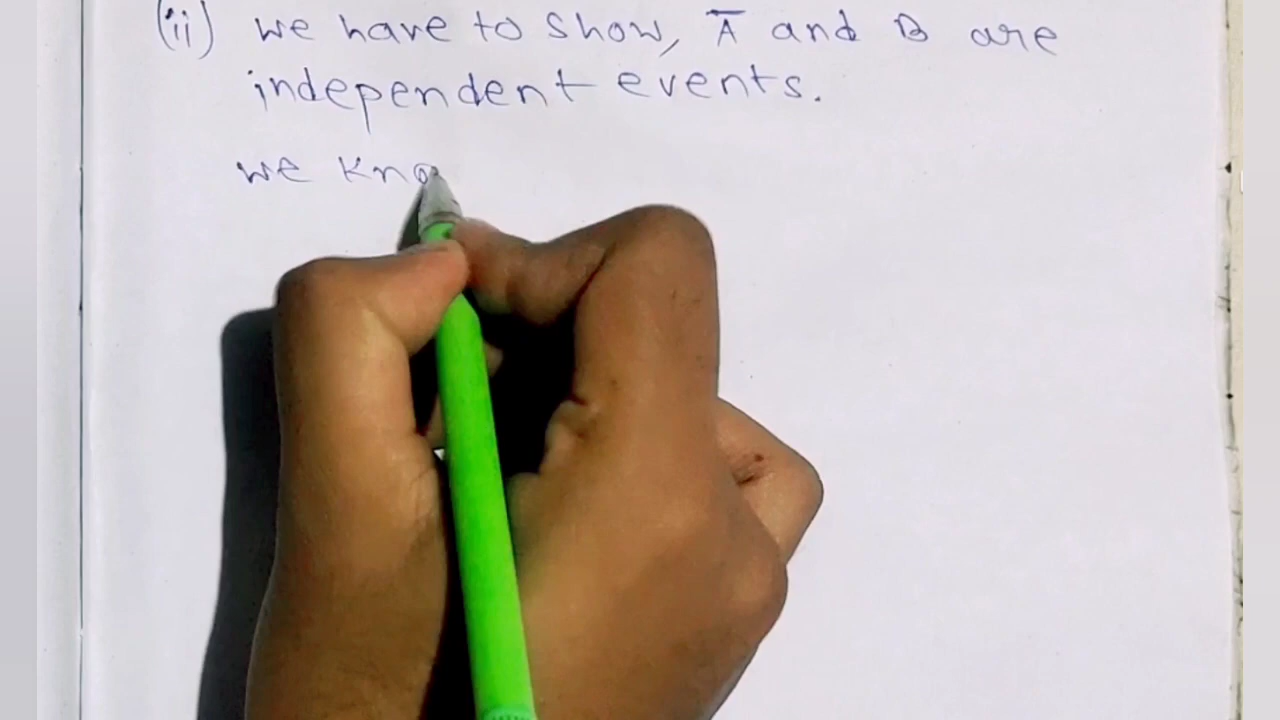 (ii) we have to show, A̅ and B are
independent events.
we kno